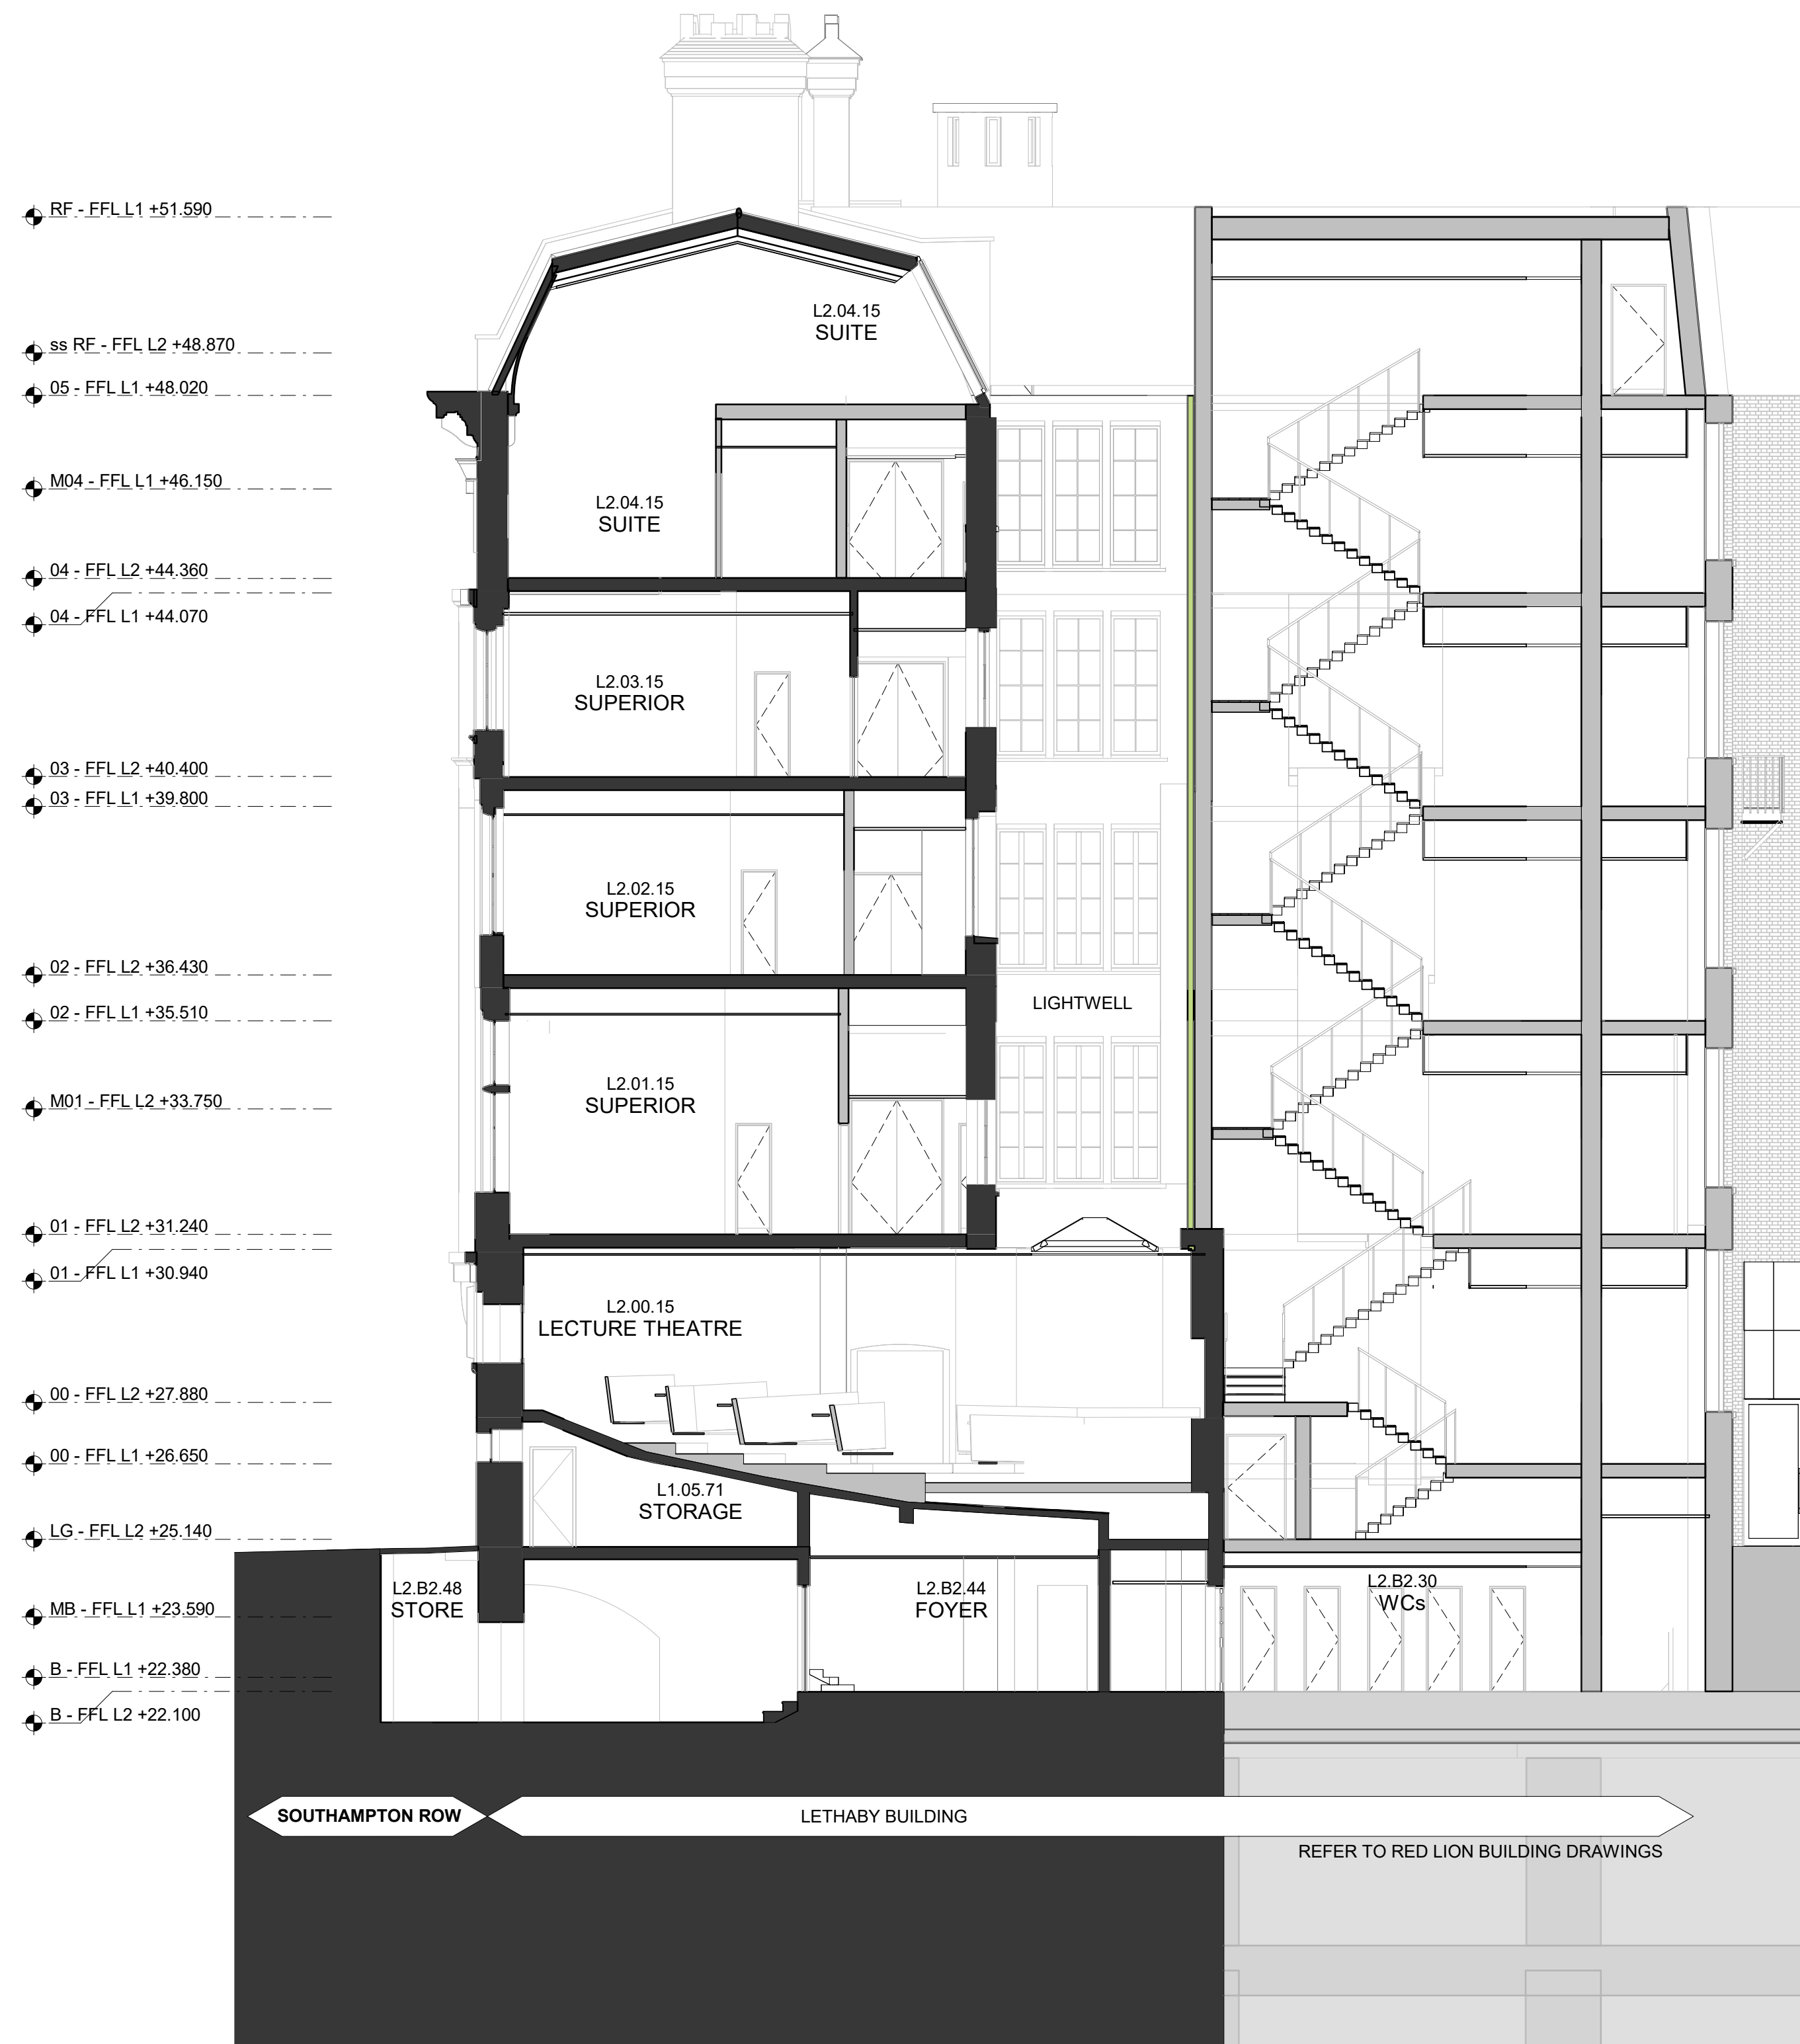 RF - FFL L1 +51.590
ss RF - FFL L2 +48.870
05 - FFL L1 +48.020
M04 - FFL L1 +46.150
04 - FFL L2 +44.360
04 - FFL L1 +44.070
03 - FFL L2 +40.400
03 - FFL L1 +39.800
02 - FFL L2 +36.430
02 - FFL L1 +35.510
M01 - FFL L2 +33.750
01 - FFL L2 +31.240
01 - FFL L1 +30.940
00 - FFL L2 +27.880
00 - FFL L1 +26.650
LG - FFL L2 +25.140
MB - FFL L1 +23.590
B - FFL L1 +22.380
B - FFL L2 +22.100
L2.04.15
SUITE
L2.04.15
SUITE
L2.03.15
SUPERIOR
L2.02.15
SUPERIOR
LIGHTWELL
L2.01.15
SUPERIOR
L2.00.15
LECTURE THEATRE
L1.05.71
STORAGE
L2.B2.48
STORE
L2.B2.44
FOYER
L2.B2.30
WCs
SOUTHAMPTON ROW
LETHABY BUILDING
REFER TO RED LION BUILDING DRAWINGS